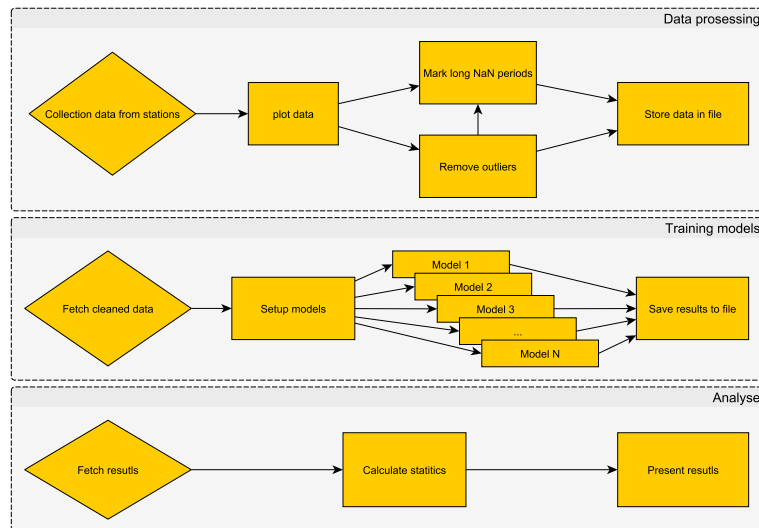 Data prosessing
Collection data from stations
plot data
Mark long NaN periods
Remove outliers
Store data in file
Training models
Fetch cleaned data
Setup models
Model 1
Model 2
Model 3
...
Model N
Save results to file
Analyse
Fetch resutls
Calculate statitics
Present resutls